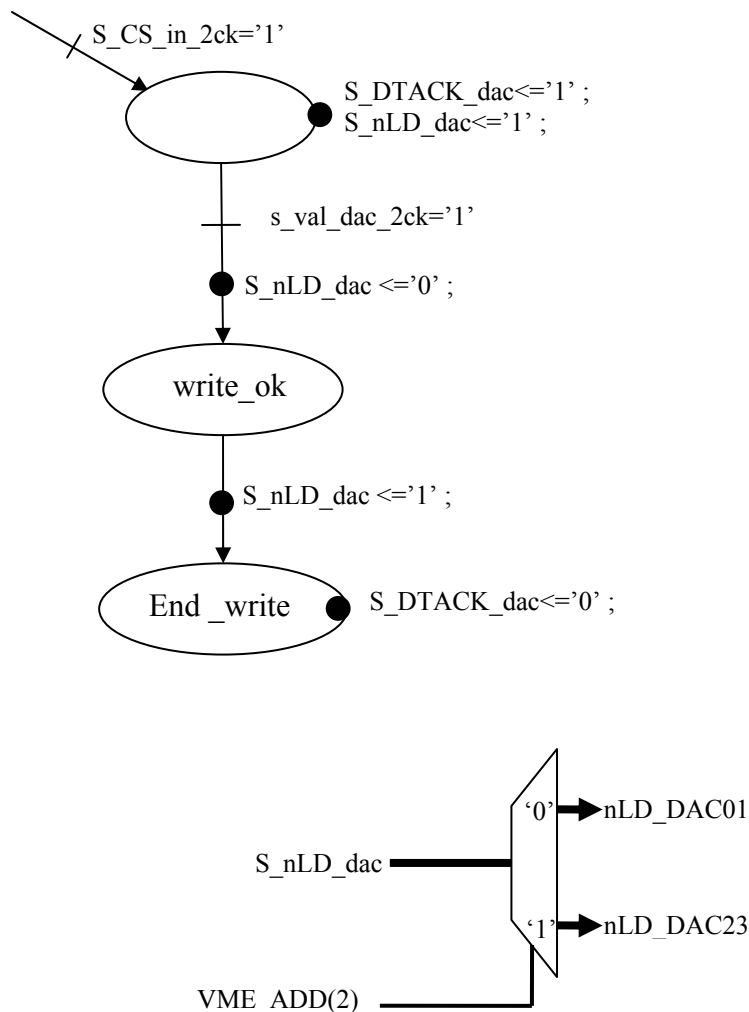 S_CS_in_2ck=’1’
S_DTACK_dac<=’1’ ;
S_nLD_dac<=’1’ ;
s_val_dac_2ck=’1’
S_nLD_dac <=’0’ ;
write_ok
S_nLD_dac <=’1’ ;
End _write
S_DTACK_dac<=’0’ ;
‘0’
nLD_DAC01
S_nLD_dac
‘1’
nLD_DAC23
VME_ADD(2)